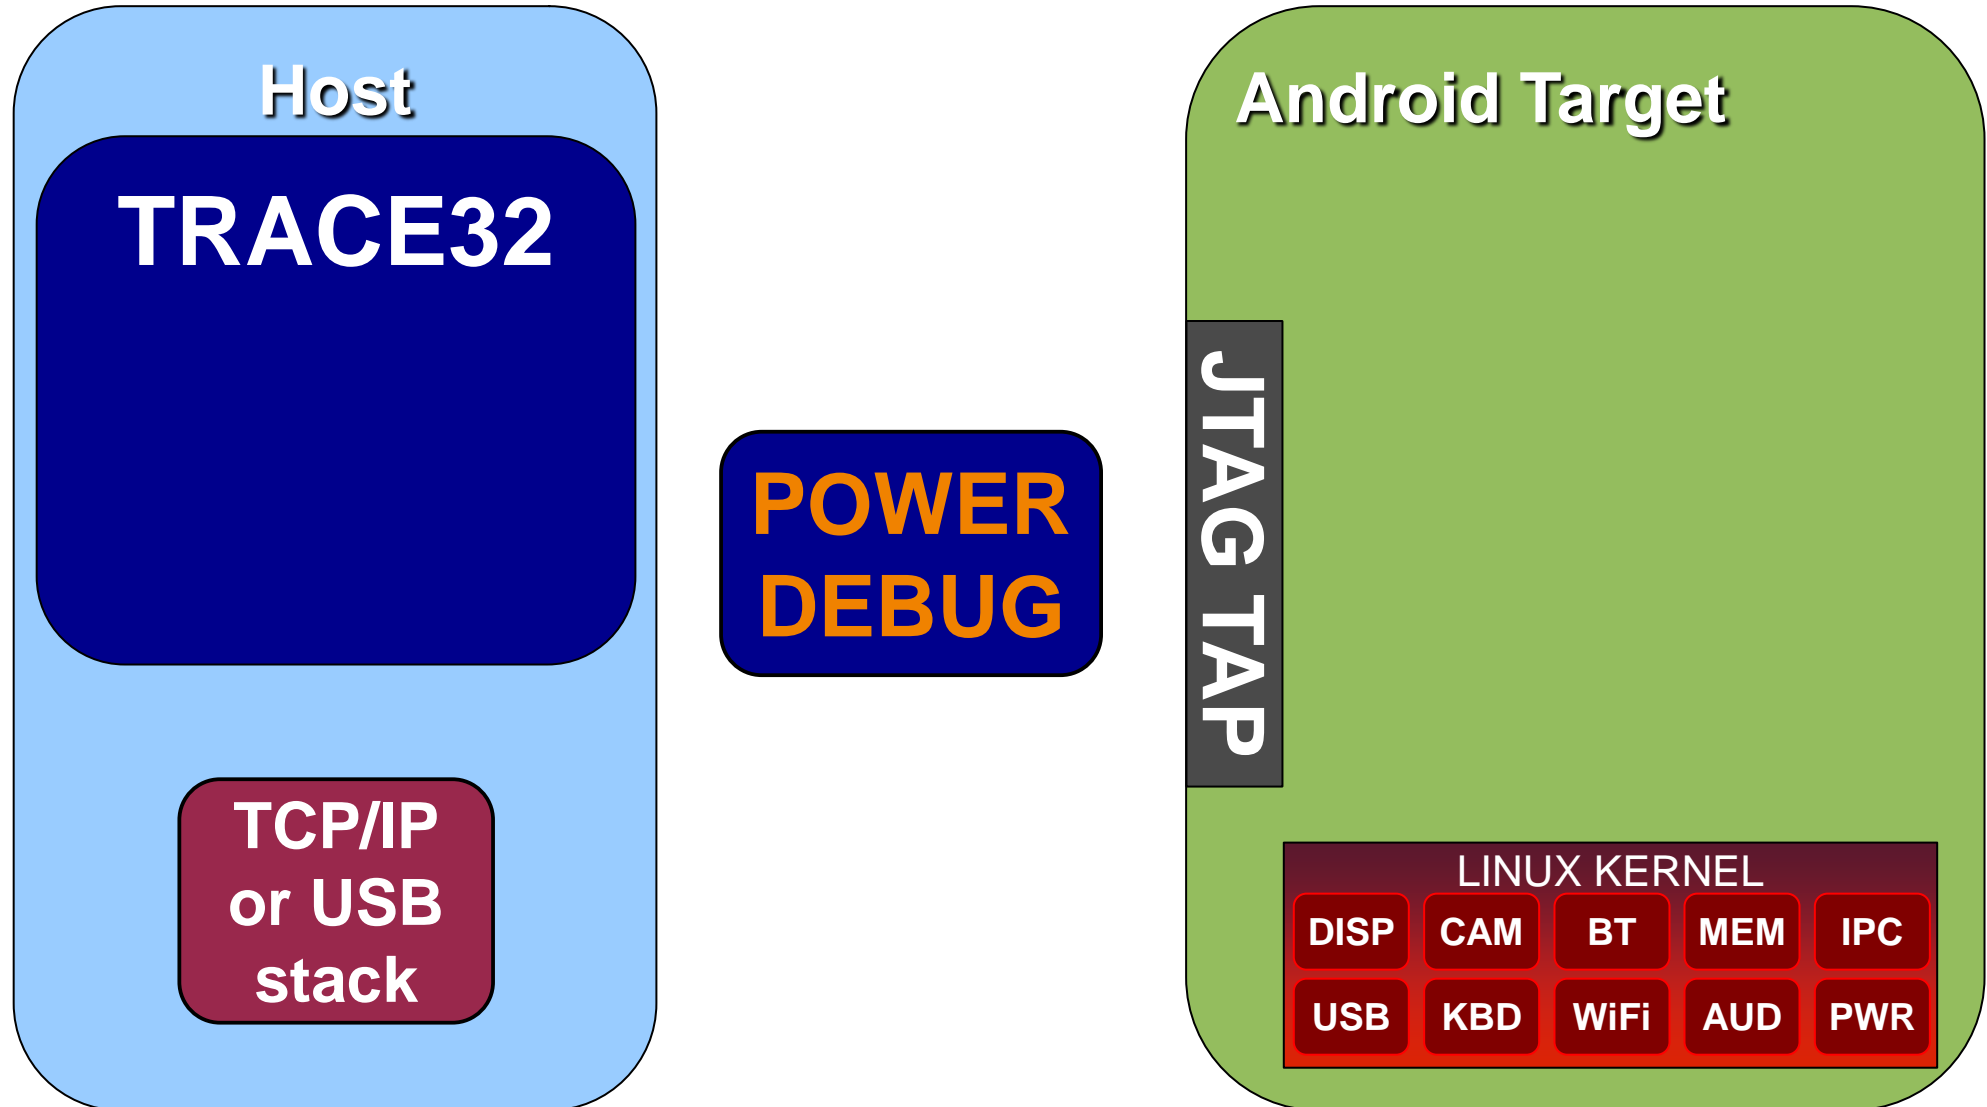 Host
TRACE32
TCP/IP
or USB
stack
POWER
DEBUG
Android Target
JTAG TAP
LINUX KERNEL
DISP CAM BT MEM IPC
USB KBD WiFi AUD PWR